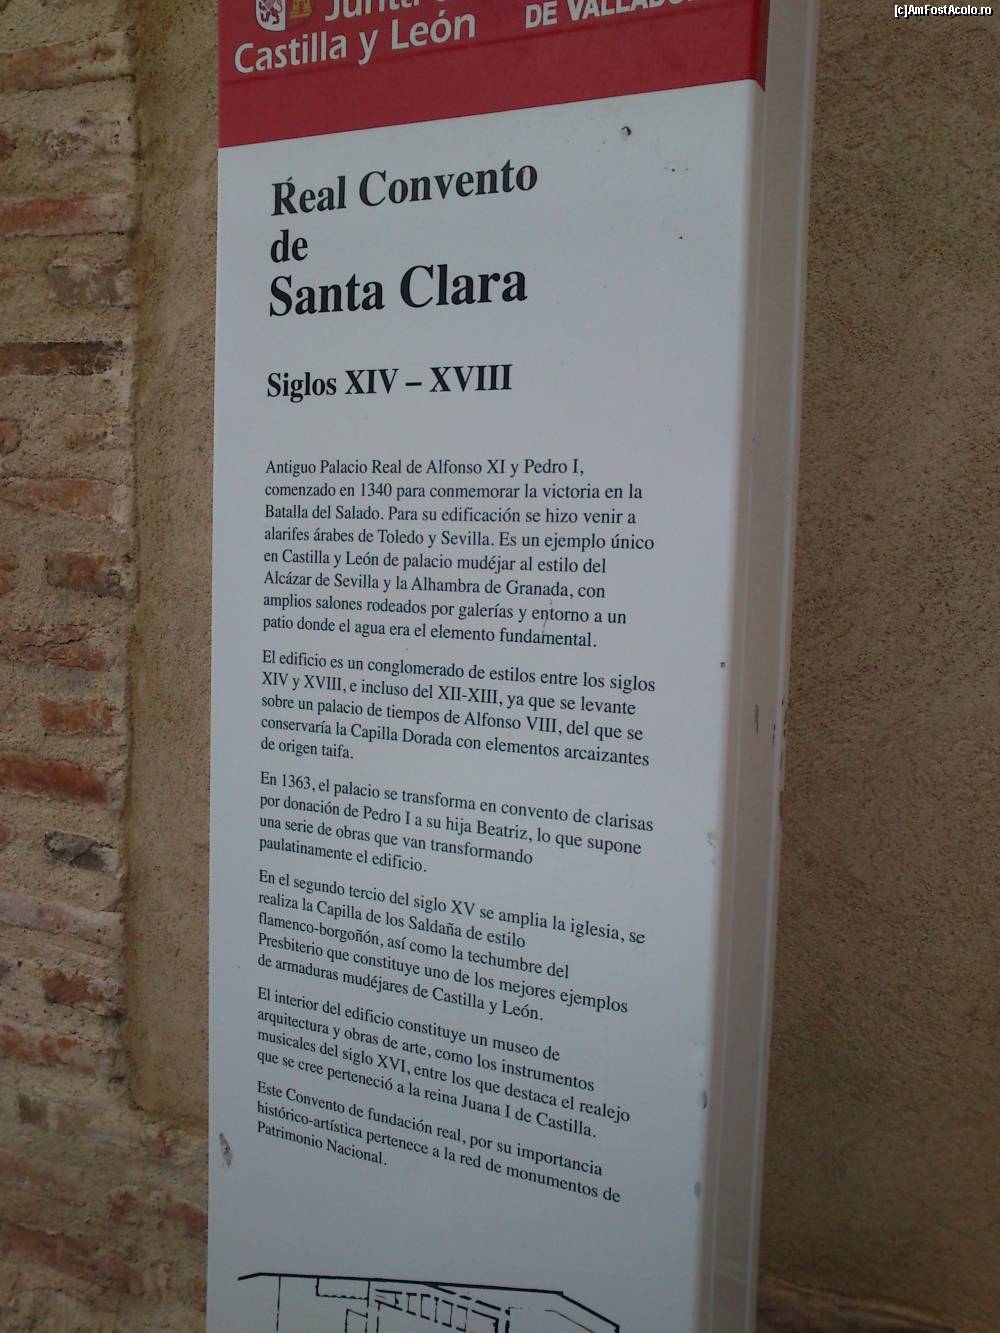 [c]AmFostAcolo.ro
Junta
Castilla y León
DE VALLADO
Real Convento
de
Santa Clara
Siglos XIV – XVIII
Antiguo Palacio Real de Alfonso XI y Pedro I,
comenzado en 1340 para conmemorar la victoria en la
Batalla del Salado. Para su edificación se hizo venir a
alarifes árabes de Toledo y Sevilla. Es un ejemplo único
en Castilla y León de palacio mudéjar al estilo del
Alcázar de Sevilla y la Alhambra de Granada, con
amplios salones rodeados por galerías y entorno a un
patio donde el agua era el elemento fundamental.
El edificio es un conglomerado de estilos entre los siglos
XIV y XVIII, e incluso del XII-XIII, ya que se levante
sobre un palacio de tiempos de Alfonso VIII, del que se
conservaría la Capilla Dorada con elementos arcaizantes
de origen taifa.
En 1363, el palacio se transforma en convento de clarisas
por donación de Pedro I a su hija Beatriz, lo que supone
una serie de obras que van transformando
paulatinamente el edificio.
En el segundo tercio del siglo XV se amplia la iglesia, se
realiza la Capilla de los Saldaña de estilo
flamenco-borgoñón, así como la techumbre del
Presbiterio que constituye uno de los mejores ejemplos
de armaduras mudéjares de Castilla y León.
El interior del edificio constituye un museo de
arquitectura y obras de arte, como los instrumentos
musicales del siglo XVI, entre los que destaca el realejo
que se cree perteneció a la reina Juana I de Castilla.
Este Convento de fundación real, por su importancia
histórico-artística pertenece a la red de monumentos de
Patrimonio Nacional.